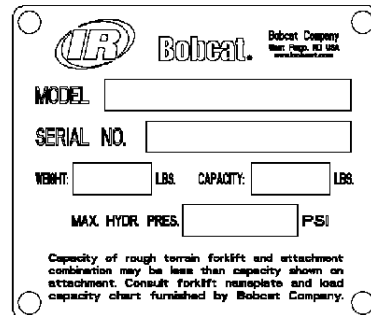 IR Bobcat. Bobcat Company
West Fargo, ND USA
www.bobcat.com
MODEL
SERIAL NO.
WEIGHT: LBS. CAPACITY: LBS.
MAX. HYDR. PRES. PSI
Capacity of rough terrain forklift and attachment
combination may be less than capacity shown on
attachment. Consult forklift nameplate and load
capacity chart furnished by Bobcat Company.